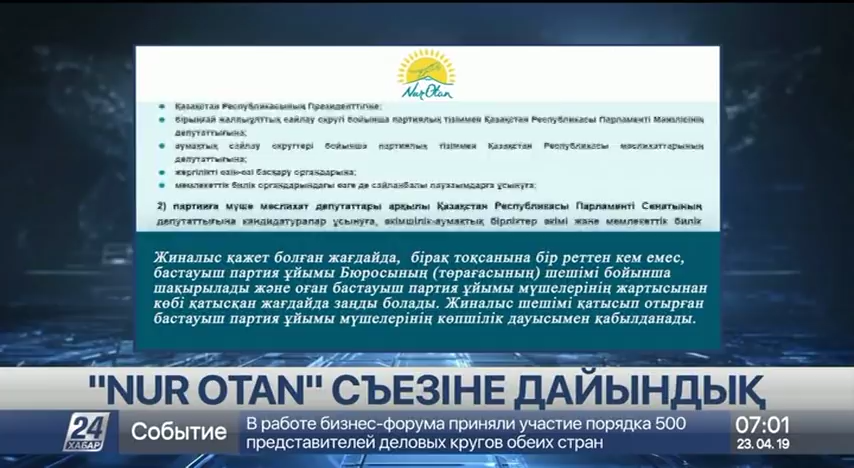 Nur Otan
Қазақстан Республикасының Президенттігіне;
бірыңғай жалпыұлттық сайлау округі бойынша партиялық тізіммен Қазақстан Республикасы Парламенті Мәжілісінің
депутаттығына;
аумақтық сайлау округтері бойынша партиялық тізіммен Қазақстан Республикасы мәслихаттарының
депутаттығына;
жергілікті өзін-өзі басқару органдарына;
мемлекеттік билік органдарындағы өзге де сайланбалы лауазымдарға ұсынуға;
2) партияға мүше мәслихат депутаттары арқылы Қазақстан Республикасы Парламенті Сенатының
депутаттығына кандидатуралар ұсынуға, әкімшілік-аумақтық бірліктер әкімі және мемлекеттік билік
Жиналыс қажет болған жағдайда, бірақ тоқсанына бір реттен кем емес,
бастауыш партия ұйымы Бюросының (төрағасының) шешімі бойынша
шақырылады және оған бастауыш партия ұйымы мүшелерінің жартысынан
көбі қатысқан жағдайда заңды болады. Жиналыс шешімі қатысып отырған
бастауыш партия ұйымы мүшелерінің көпшілік дауысымен қабылданады.
"NUR OTAN" СЪЕЗІНЕ ДАЙЫНДЫҚ
24
ХАБАР
Событие
В работе бизнес-форума приняли участие порядка 500
представителей деловых кругов обеих стран
07:01
23.04.19